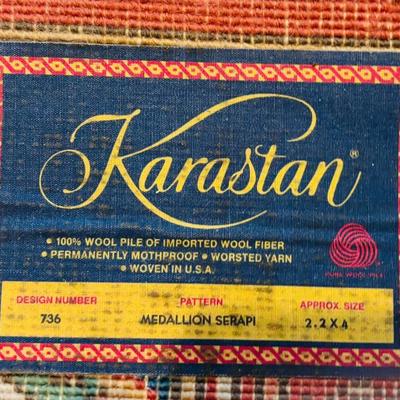 Karastan®
• 100% WOOL PILE OF IMPORTED WOOL FIBER
• PERMANENTLY MOTHPROOF • WORSTED YARN
• WOVEN IN U.S.A.
PURE WOOL PILE
DESIGN NUMBER PATTERN APPROX. SIZE
736 MEDALLION SERAPI 2.2 X 4